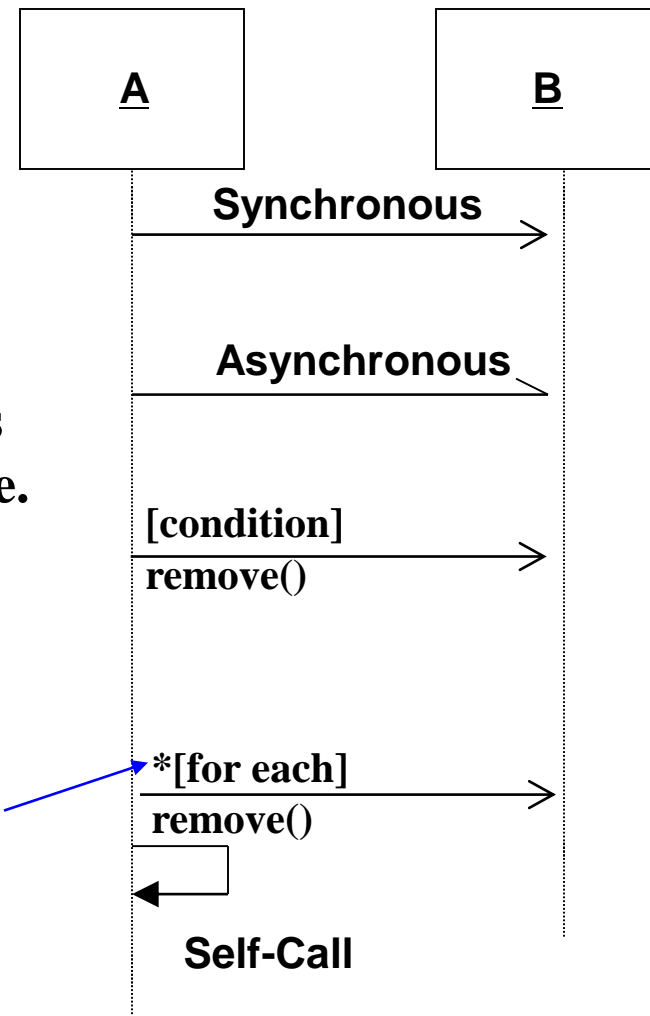 A
B
Synchronous
Asynchronous
s
e.
[condition]
remove()
*[for each]
remove()
Self-Call